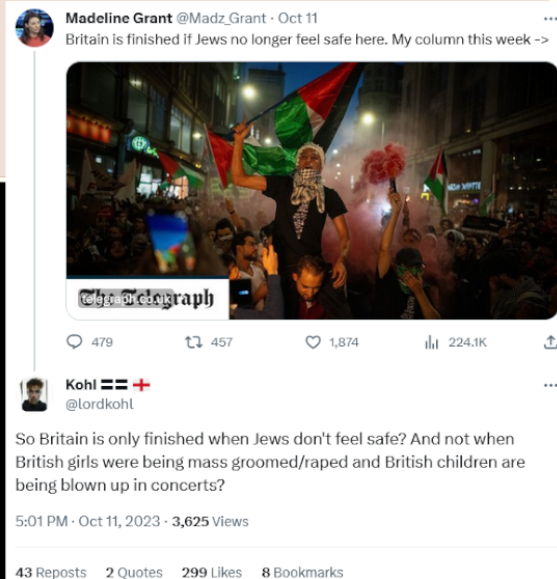 Madeline Grant @Madz_Grant · Oct 11
Britain is finished if Jews no longer feel safe here. My column this week ->
The Telegraph
telegraph.co.uk
479 457 1,874 224.1K
Kohl
@lordkohl
So Britain is only finished when Jews don't feel safe? And not when
British girls were being mass groomed/raped and British children are
being blown up in concerts?
5:01 PM · Oct 11, 2023 · 3,625 Views
43 Reposts 2 Quotes 299 Likes 8 Bookmarks